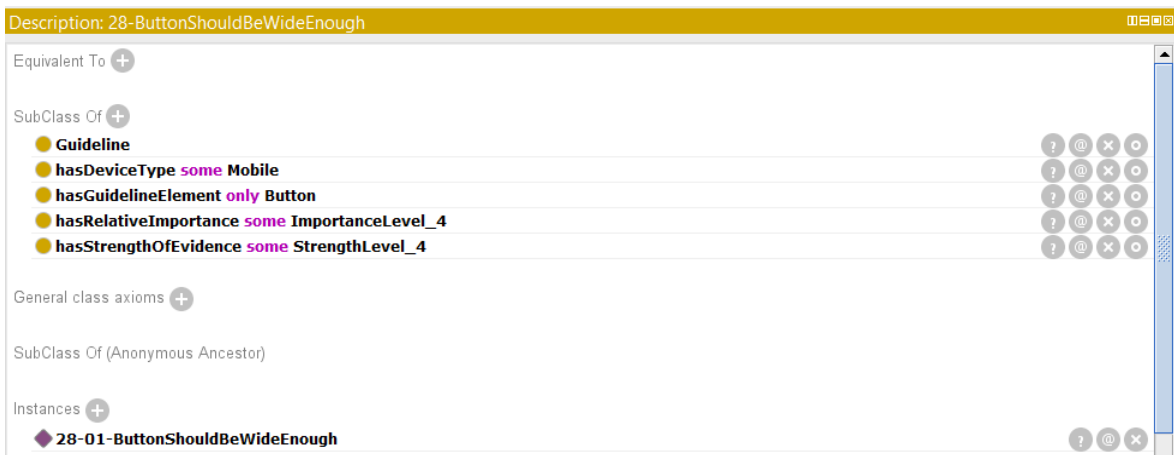 Description: 28-ButtonShouldBeWideEnough
Equivalent To
SubClass Of
Guideline
hasDeviceType some Mobile
hasGuidelineElement only Button
hasRelativeImportance some ImportanceLevel_4
hasStrengthOfEvidence some StrengthLevel_4
General class axioms
SubClass Of (Anonymous Ancestor)
Instances
28-01-ButtonShouldBeWideEnough